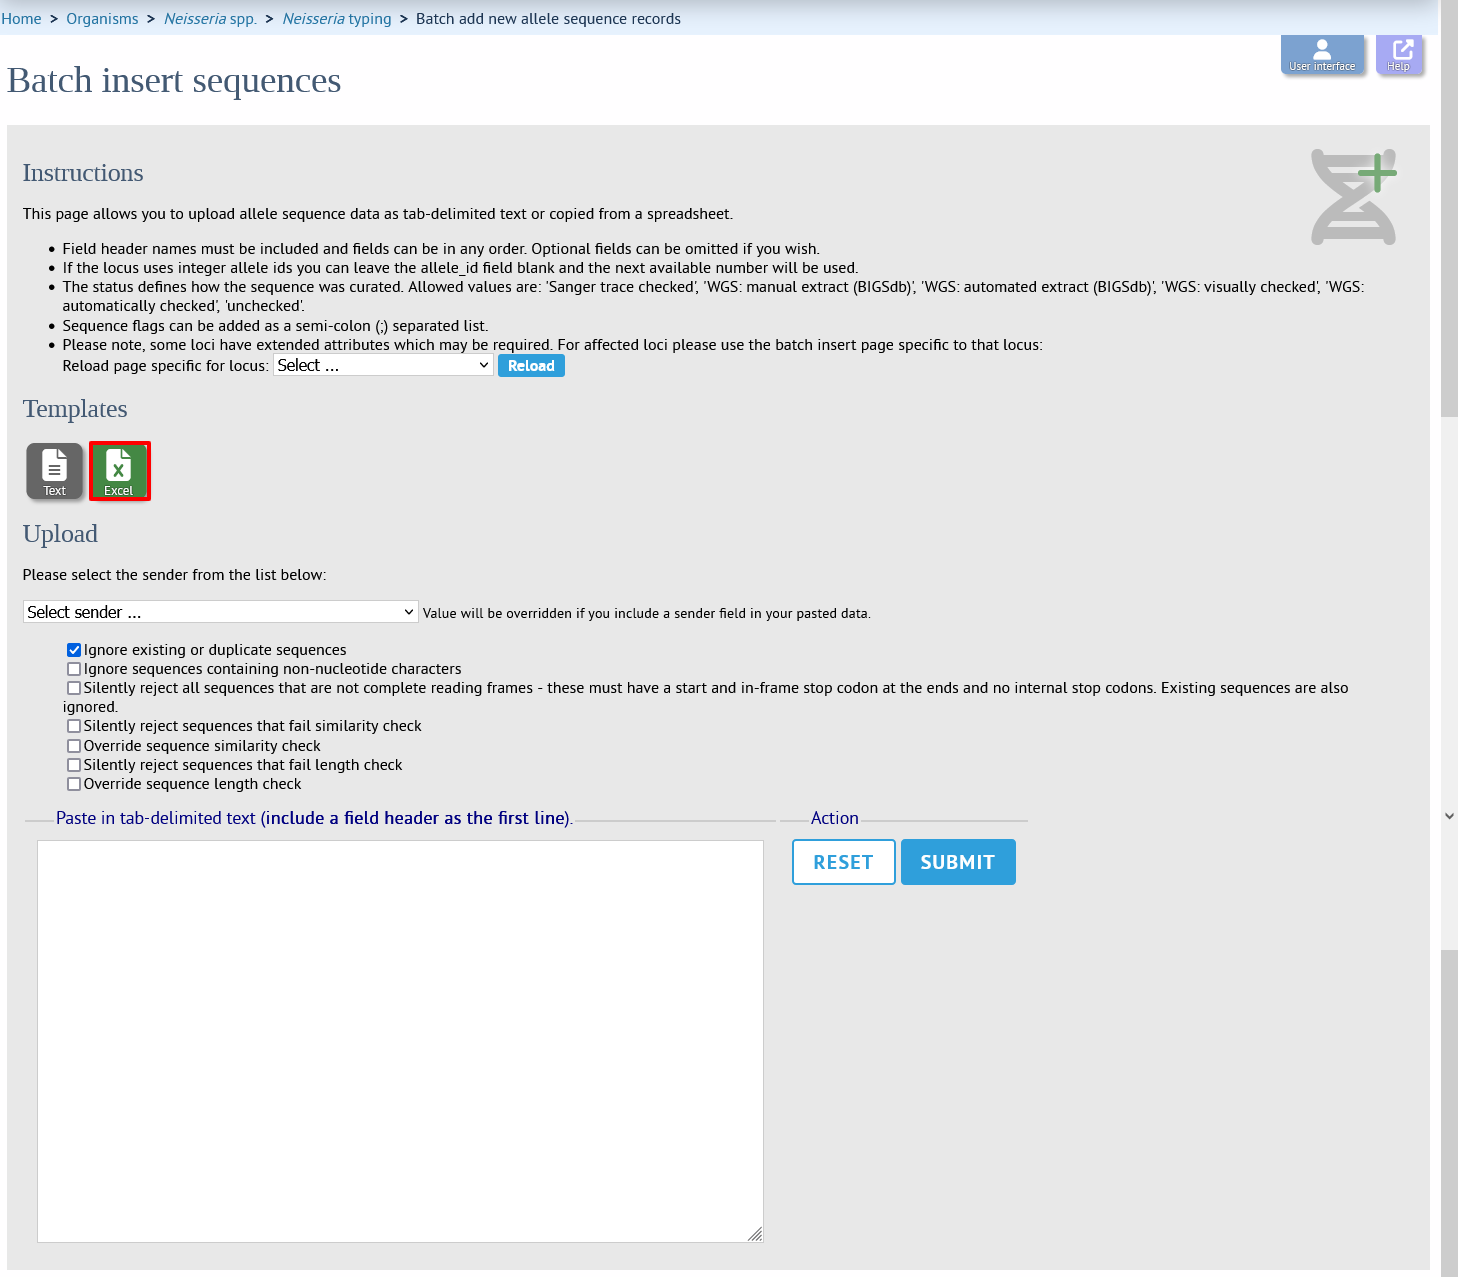 Home > Organisms > Neisseria spp. > Neisseria typing > Batch add new allele sequence records
User interface
Help
Batch insert sequences
Instructions
This page allows you to upload allele sequence data as tab-delimited text or copied from a spreadsheet.
• Field header names must be included and fields can be in any order. Optional fields can be omitted if you wish.
• If the locus uses integer allele ids you can leave the allele_id field blank and the next available number will be used.
• The status defines how the sequence was curated. Allowed values are: 'Sanger trace checked', 'WGS: manual extract (BIGSdb)', 'WGS: automated extract (BIGSdb)', 'WGS: visually checked', 'WGS:
automatically checked', 'unchecked'.
• Sequence flags can be added as a semi-colon (;) separated list.
• Please note, some loci have extended attributes which may be required. For affected loci please use the batch insert page specific to that locus:
Reload page specific for locus: Select ... Reload
Templates
Text
Excel
Upload
Please select the sender from the list below:
Select sender ... Value will be overridden if you include a sender field in your pasted data.
Ignore existing or duplicate sequences
Ignore sequences containing non-nucleotide characters
Silently reject all sequences that are not complete reading frames - these must have a start and in-frame stop codon at the ends and no internal stop codons. Existing sequences are also
ignored.
Silently reject sequences that fail similarity check
Override sequence similarity check
Silently reject sequences that fail length check
Override sequence length check
Paste in tab-delimited text (include a field header as the first line).
Action
RESET
SUBMIT